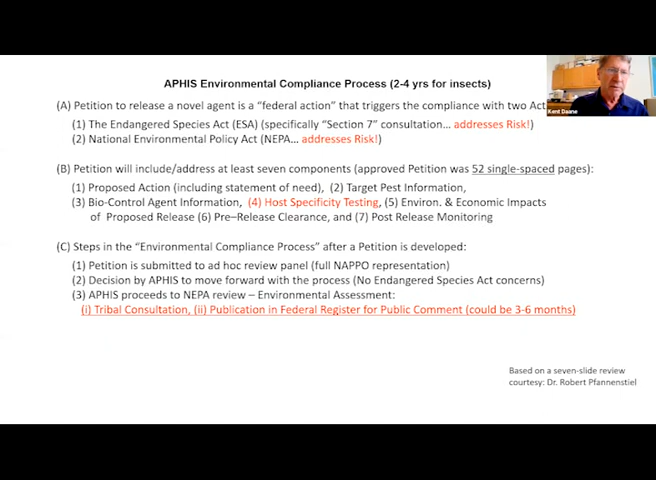 APHIS Environmental Compliance Process (2-4 yrs for insects)
(A) Petition to release a novel agent is a “federal action” that triggers the compliance with two Act
(1) The Endangered Species Act (ESA) (specifically “Section 7” consultation… addresses Risk!)
(2) National Environmental Policy Act (NEPA… addresses Risk!)
(B) Petition will include/address at least seven components (approved Petition was 52 single-spaced pages):
(1) Proposed Action (including statement of need), (2) Target Pest Information,
(3) Bio-Control Agent Information, (4) Host Specificity Testing, (5) Environ. & Economic Impacts
of Proposed Release (6) Pre–Release Clearance, and (7) Post Release Monitoring
(C) Steps in the “Environmental Compliance Process” after a Petition is developed:
(1) Petition is submitted to ad hoc review panel (full NAPPO representation)
(2) Decision by APHIS to move forward with the process (No Endangered Species Act concerns)
(3) APHIS proceeds to NEPA review – Environmental Assessment:
(i) Tribal Consultation, (ii) Publication in Federal Register for Public Comment (could be 3-6 months)
Based on a seven-slide review
courtesy: Dr. Robert Pfannenstiel
Kent Daane